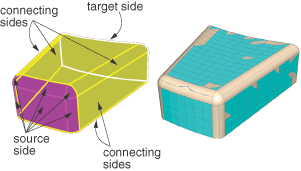 connecting
sides
target side
source
side
connecting
sides